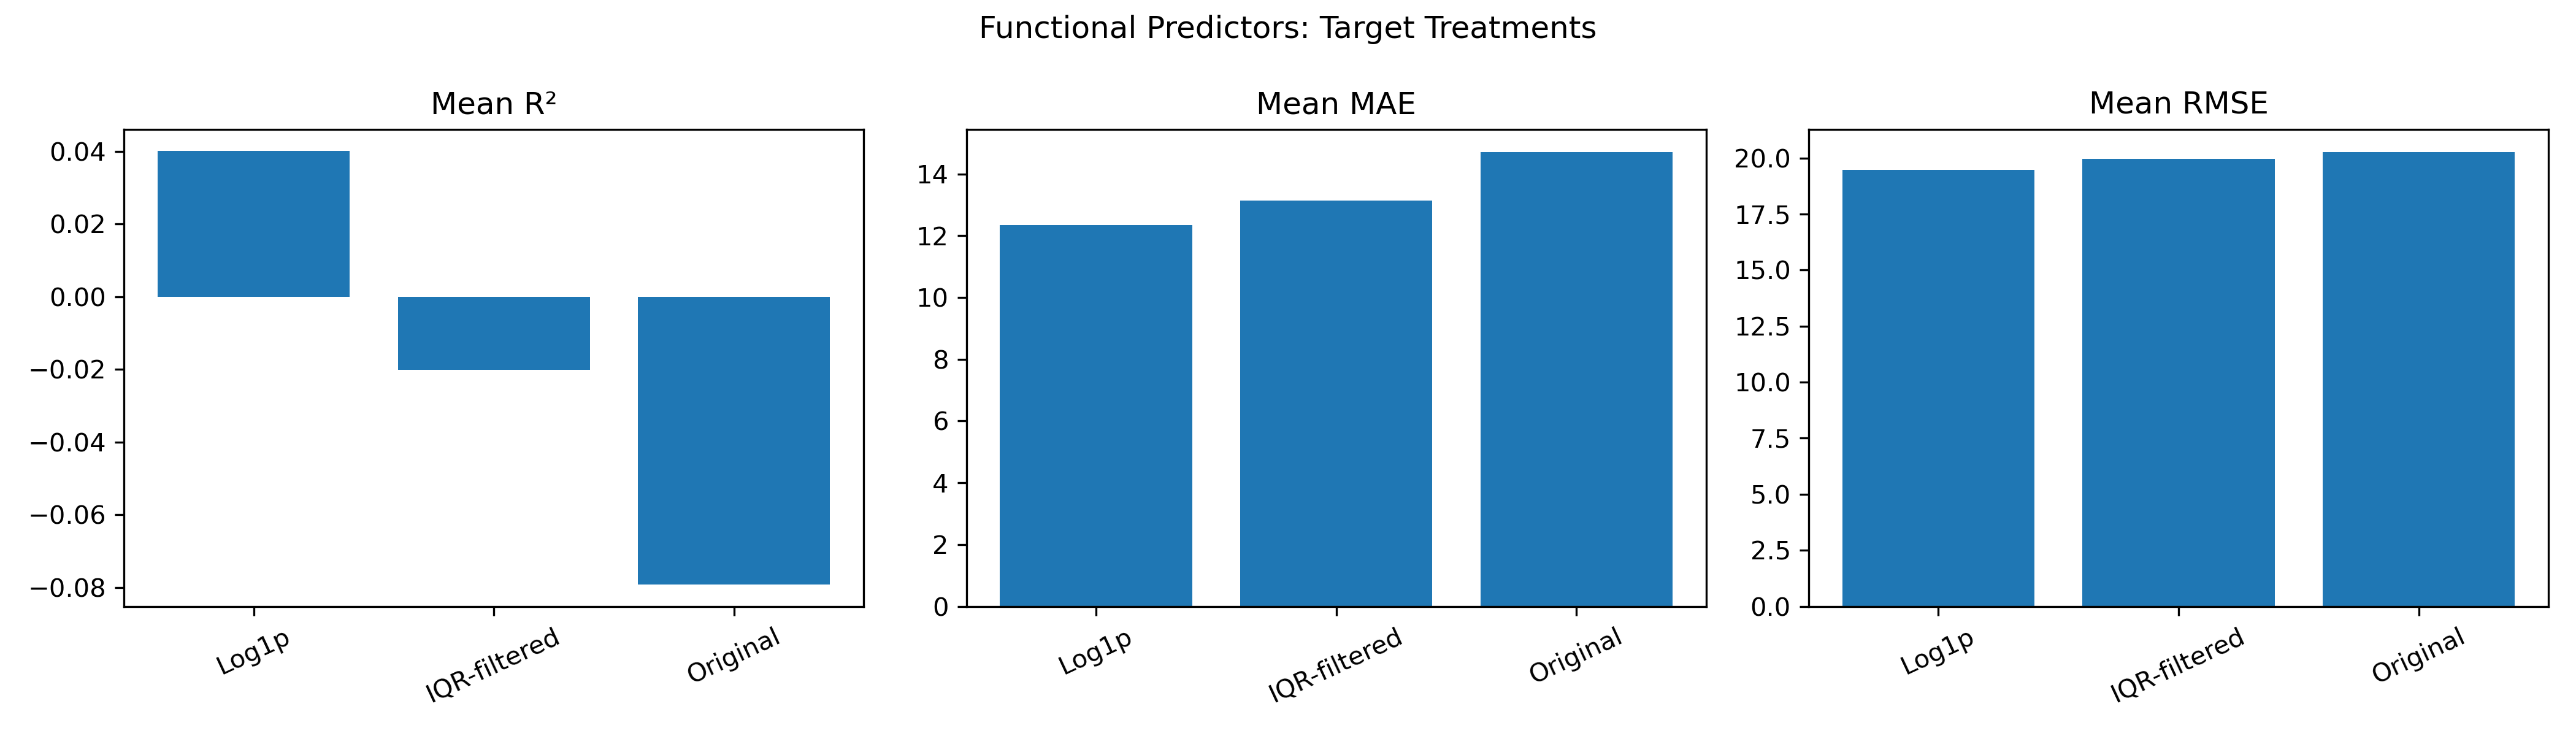 Functional Predictors: Target Treatments
Mean R²
0.04
0.02
0.00
−0.02
−0.04
−0.06
−0.08
Log1p
IQR-filtered
Original
Mean MAE
14
12
10
8
6
4
2
0
Log1p
IQR-filtered
Original
Mean RMSE
20.0
17.5
15.0
12.5
10.0
7.5
5.0
2.5
0.0
Log1p
IQR-filtered
Original